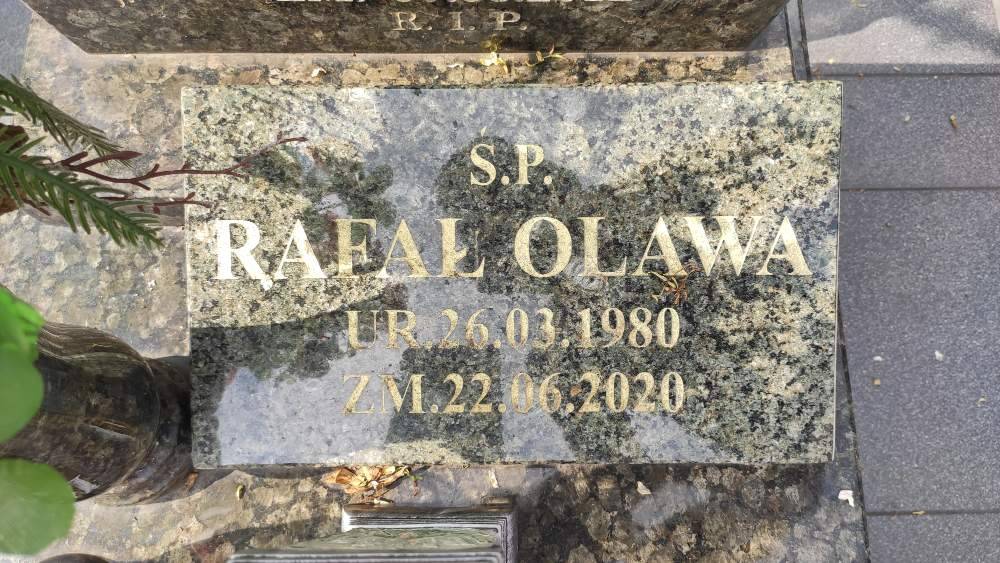 R.I.P.
Ś.P.
RAFAŁ OLAWA
UR.26.03.1980
ZM.22.06.2020